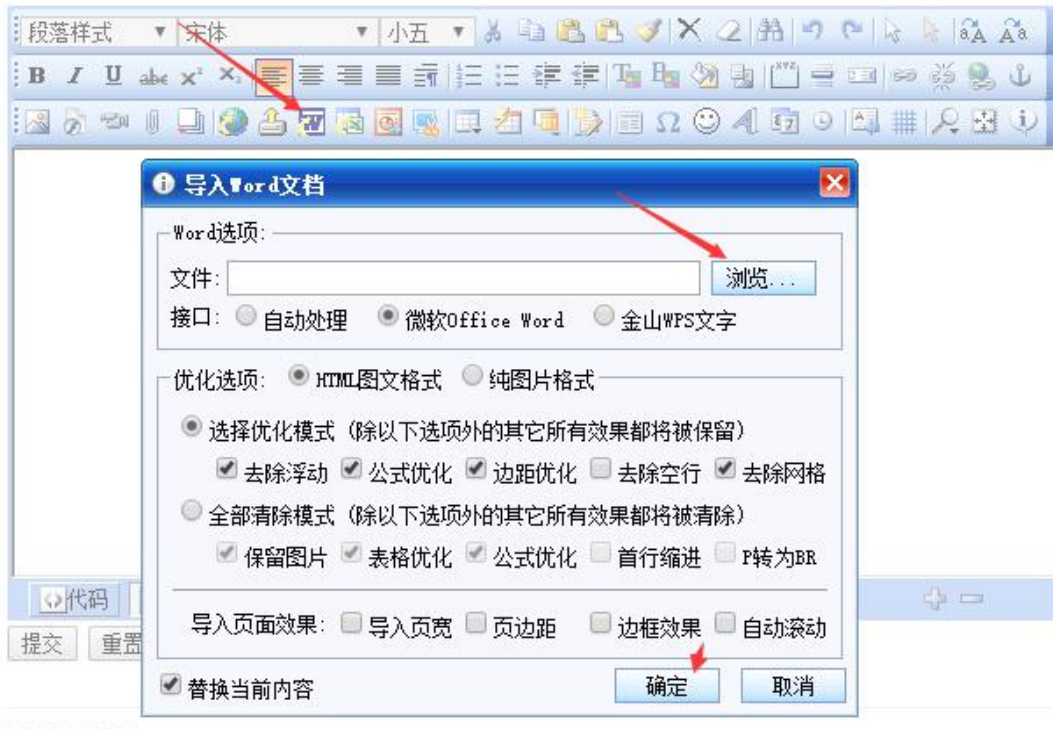 段落样式 宋体 小五
B I U abc x² ×.
导入Word文档
Word选项:
文件: 浏览...
接口: 自动处理 微软Office Word 金山WPS文字
优化选项: HTML图文格式 纯图片格式
选择优化模式 (除以下选项外的其它所有效果都将被保留)
去除浮动 公式优化 边距优化 去除空行 去除网格
全部清除模式 (除以下选项外的其它所有效果都将被清除)
保留图片 表格优化 公式优化 首行缩进 P转为BR
代码
导入页面效果: 导入页宽 页边距 边框效果 自动滚动
提交 重置
替换当前内容 确定 取消